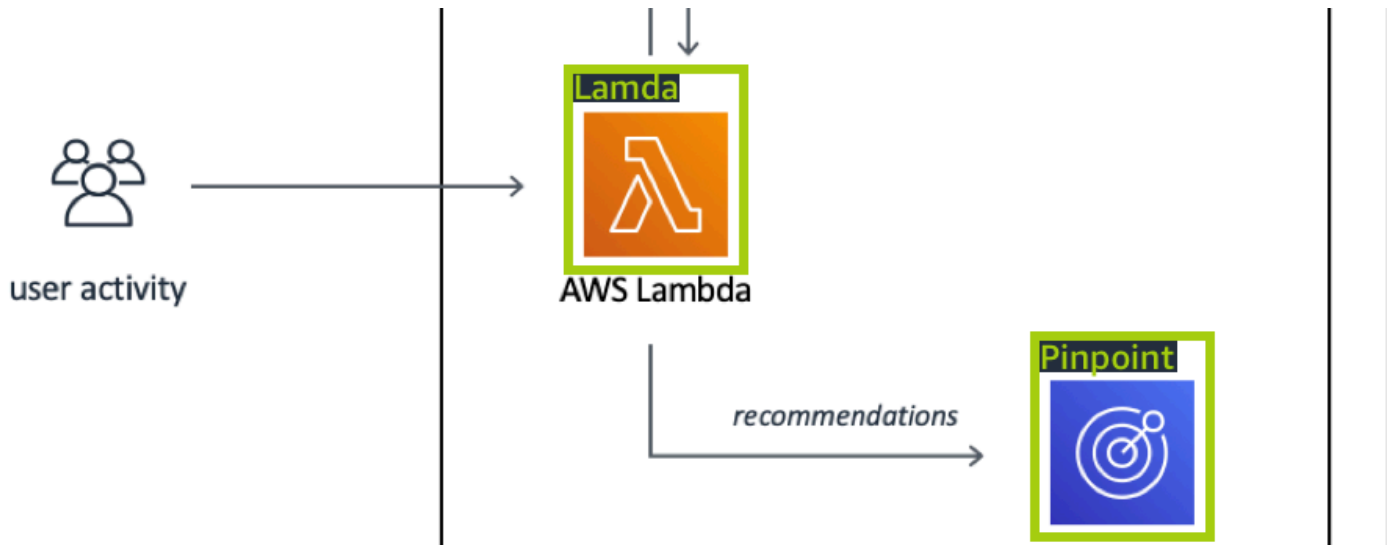 Lamda
user activity
AWS Lambda
Pinpoint
recommendations